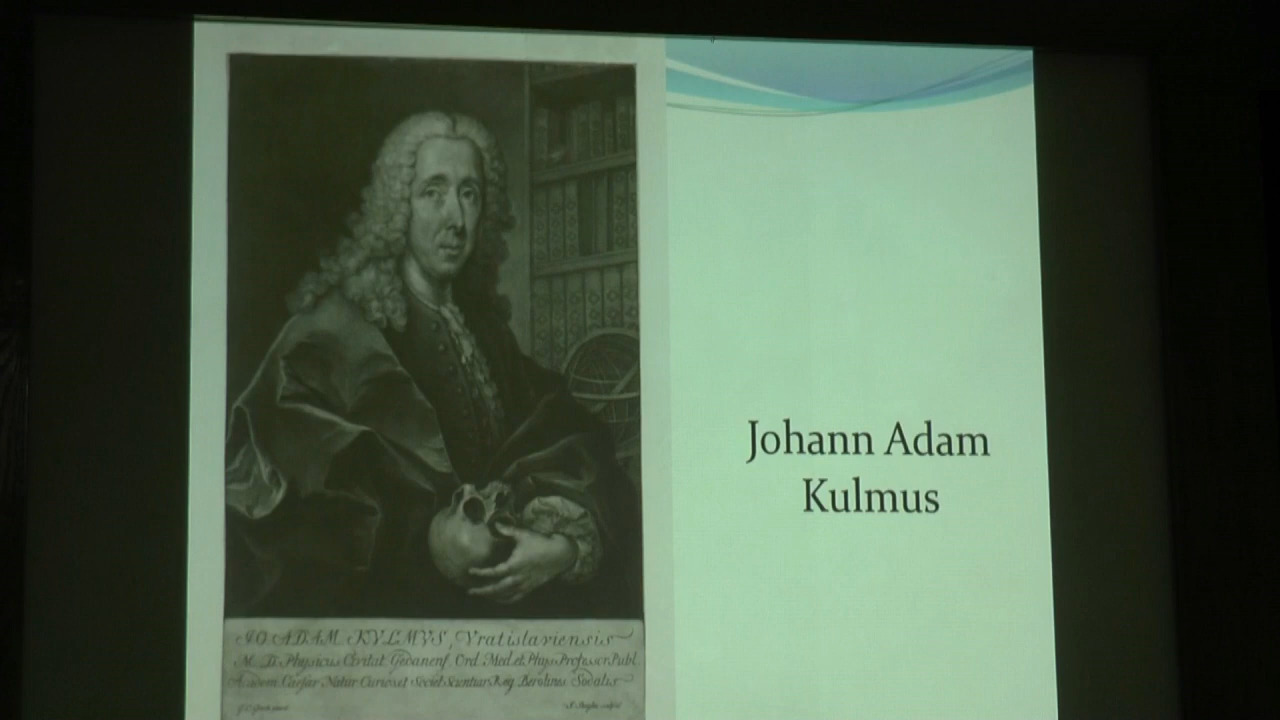 IO ADAM KVLMVS, Vratislaviensis
M. D. Physicus Civitat. Gedanens. Ord. Med. et Phys. Professor Publ.
Academ. Caesar Natur Curios et Societ Scientiar Reg Berolinens Sodalis
Johann Adam
Kulmus